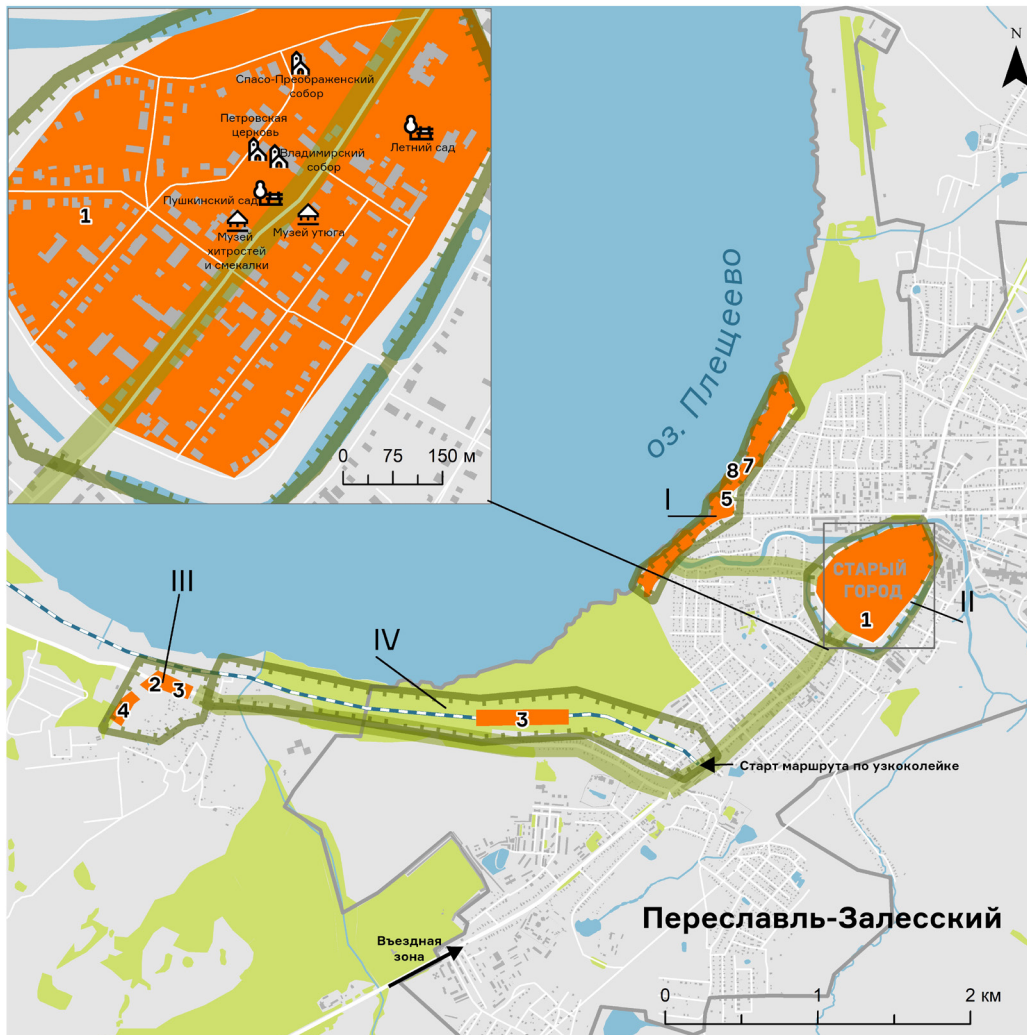 N
Спасо-Преображенский
собор
Петровская
церковь
Владимирский
собор
Летний сад
Пушкинский сад
Музей утюга
Музей
хитростей
и смекалки
1
0 75 150 м
оз. Плещеево
8 7
5
I
СТАРЫЙ
ГОРОД
1
II
III
IV
2
3
4
3
Старт маршрута по узкоколейке
Переславль-Залесский
Въездная
зона
0 1 2 км